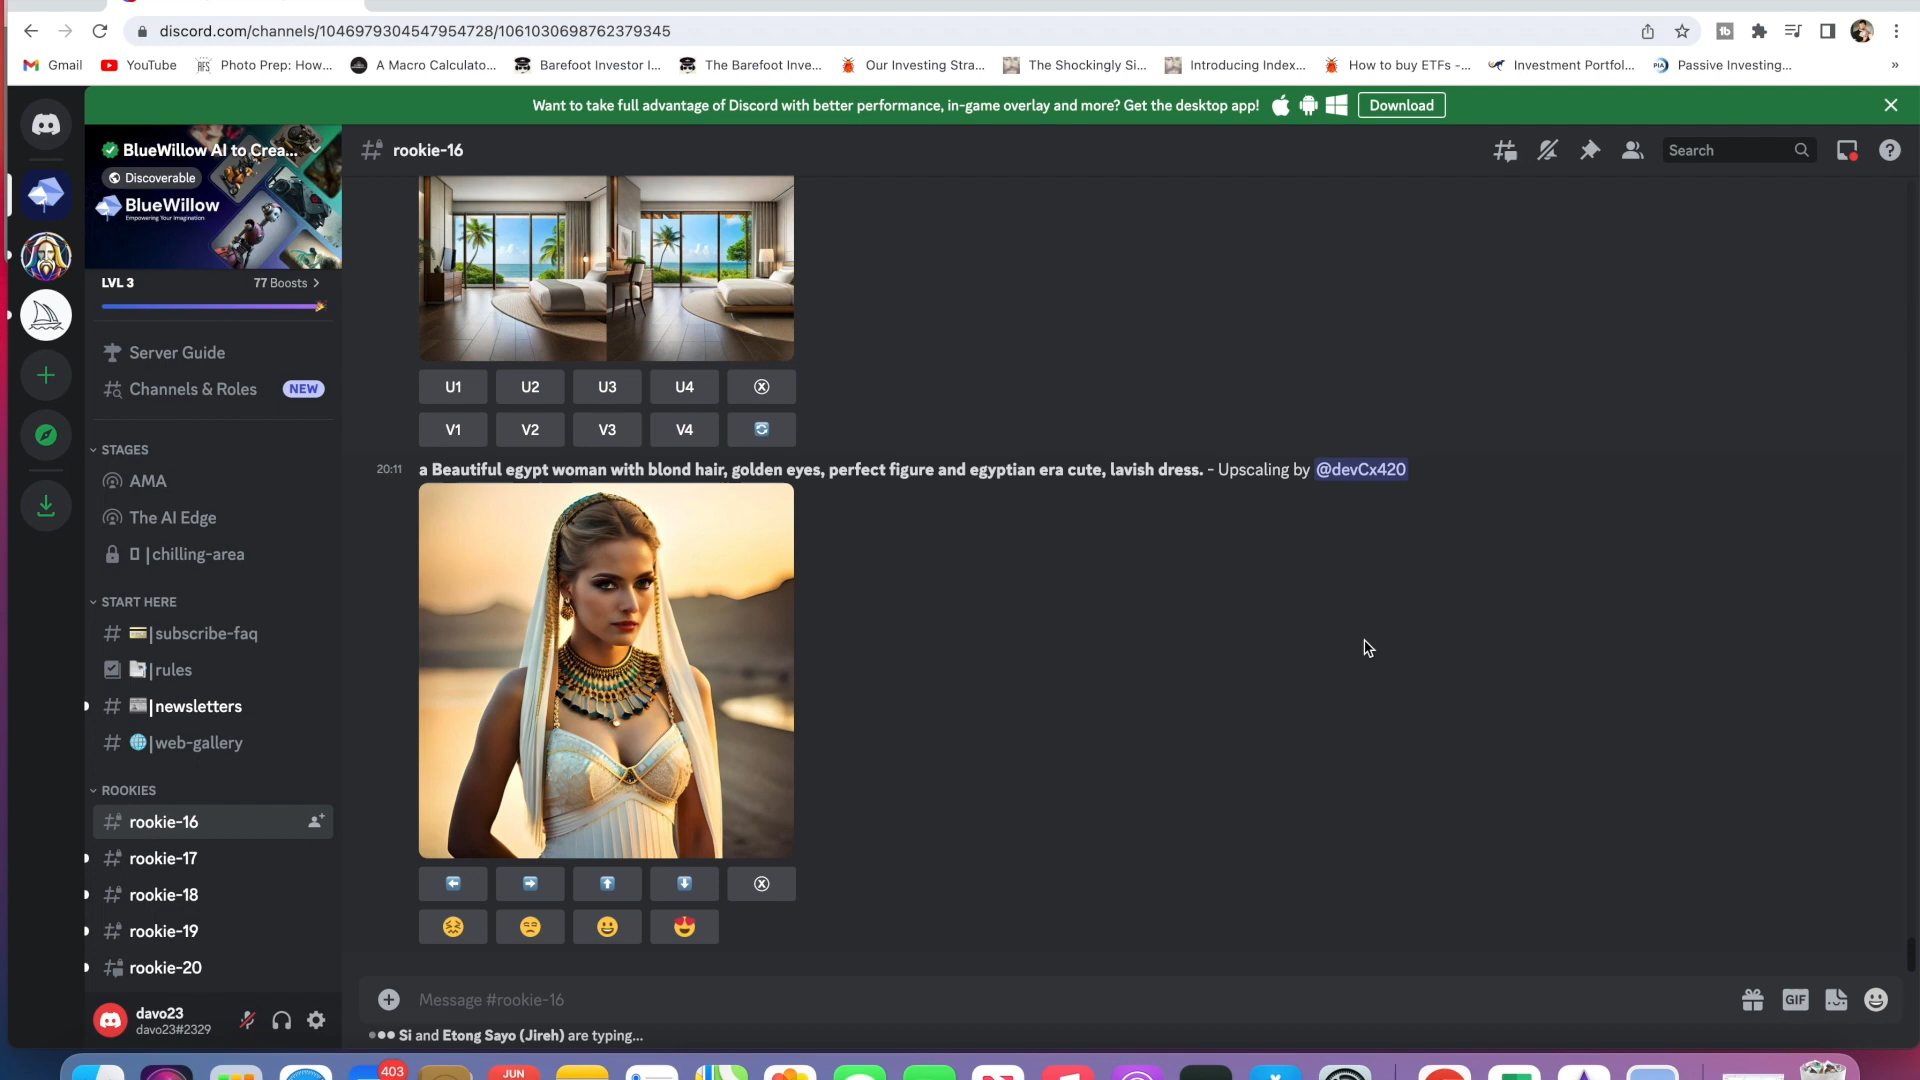 discord.com/channels/1046979304547954728/1061030698762379345
Gmail
YouTube
Photo Prep: How...
A Macro Calculato...
Barefoot Investor I...
The Barefoot Inve...
Our Investing Stra...
The Shockingly Si...
Introducing Index...
How to buy ETFs -...
Investment Portfol...
Passive Investing...
»
Want to take full advantage of Discord with better performance, in-game overlay and more? Get the desktop app!
Download
BlueWillow AI to Crea...
Discoverable
BlueWillow
Empowering Your Imagination
LVL 3
77 Boosts
Server Guide
Channels & Roles
NEW
STAGES
AMA
The AI Edge
|chilling-area
START HERE
|subscribe-faq
|rules
|newsletters
|web-gallery
ROOKIES
rookie-16
rookie-17
rookie-18
rookie-19
rookie-20
davo23
davo23#2329
rookie-16
Search
U1 U2 U3 U4
V1 V2 V3 V4
20:11 a Beautiful egypt woman with blond hair, golden eyes, perfect figure and egyptian era cute, lavish dress. - Upscaling by @devCx420
Message #rookie-16
GIF
Si and Etong Sayo (Jireh) are typing...
403
JUN